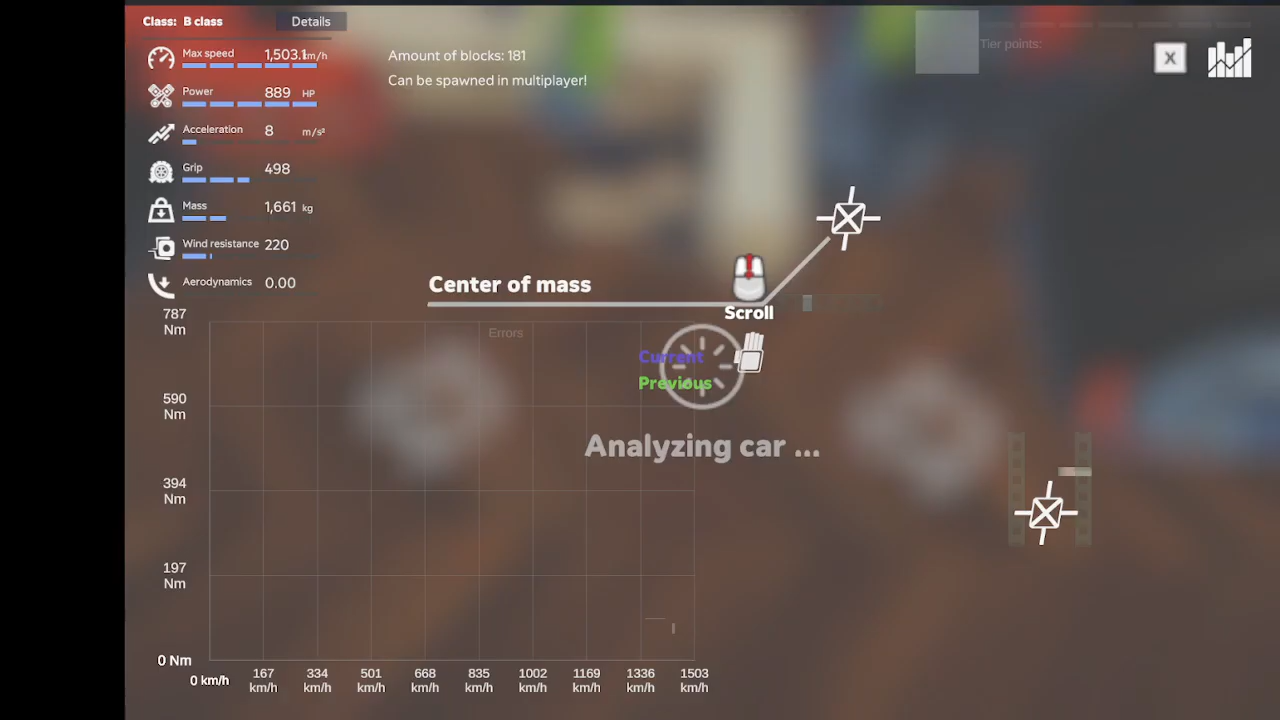 Class: B class
Details
Max speed 1,503.1km/h
Power 889 HP
Acceleration 8 m/s²
Grip 498
Mass 1,661 kg
Wind resistance 220
Aerodynamics 0.00
Amount of blocks: 181
Can be spawned in multiplayer!
Tier points:
X
Center of mass
Scroll
Errors
Current
Previous
Analyzing car ...
787 Nm
590 Nm
394 Nm
197 Nm
0 Nm
0 km/h
167 km/h
334 km/h
501 km/h
668 km/h
835 km/h
1002 km/h
1169 km/h
1336 km/h
1503 km/h